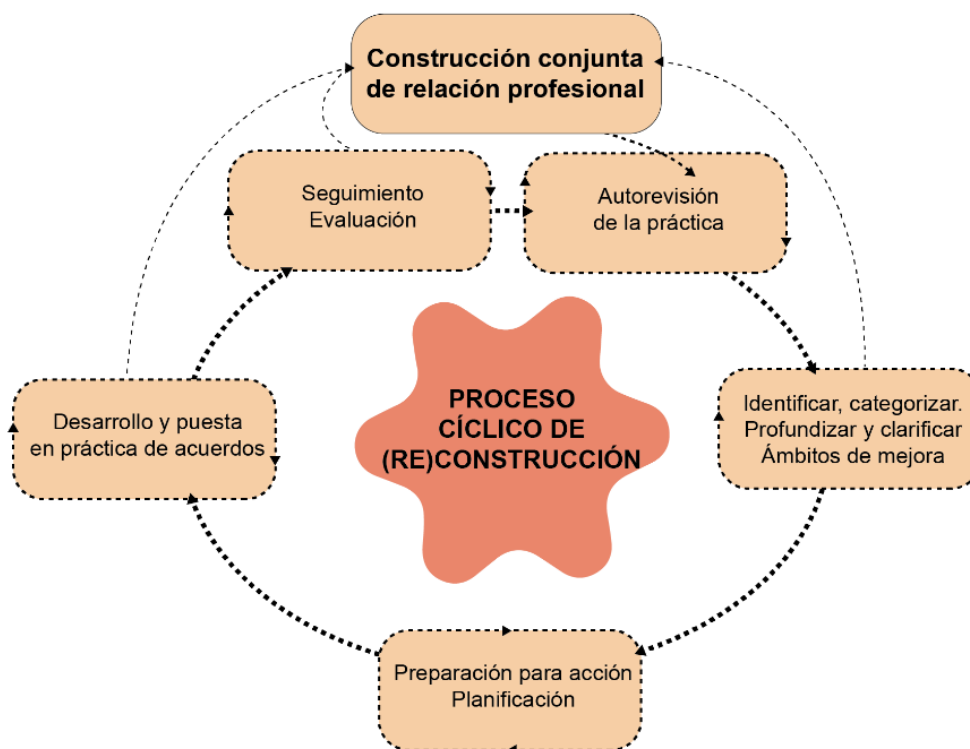 Construcción conjunta
de relación profesional
Seguimiento
Evaluación
Autorevisión
de la práctica
Desarrollo y puesta
en práctica de acuerdos
PROCESO
CÍCLICO DE
(RE)CONSTRUCCIÓN
Identificar, categorizar.
Profundizar y clarificar
Ámbitos de mejora
Preparación para acción
Planificación